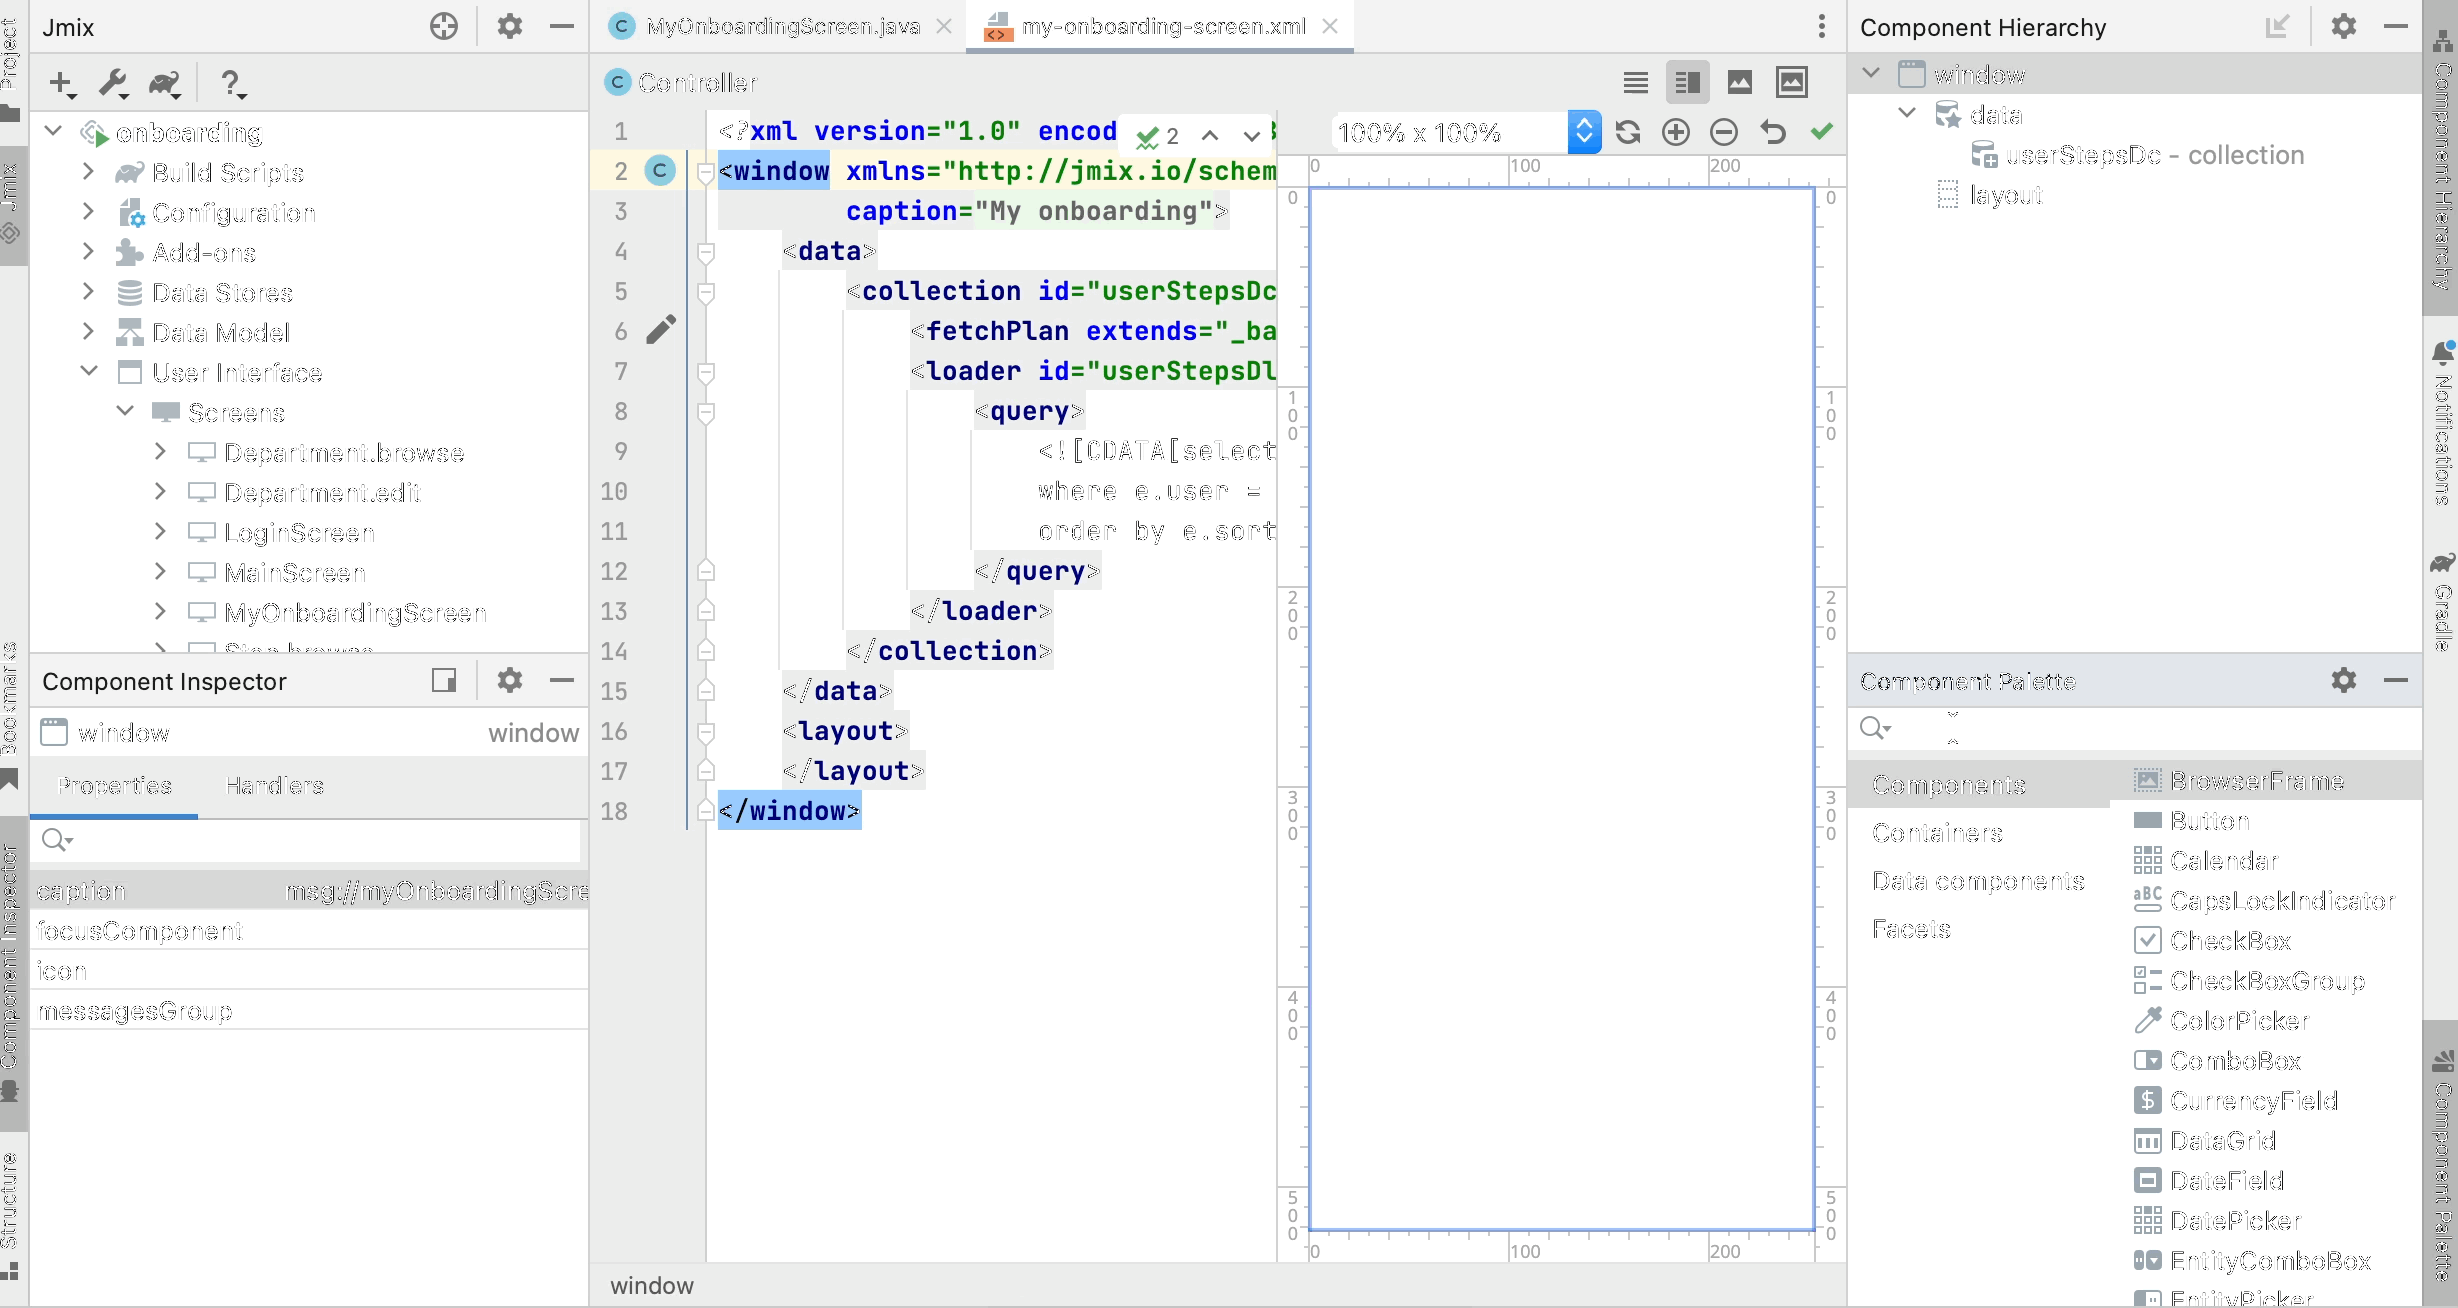 Jmix
MyOnboardingScreen.java
my-onboarding-screen.xml
Component Hierarchy
Project
Jmix
Bookmarks
Component Inspector
Structure
onboarding
Build Scripts
Configuration
Add-ons
Data Stores
Data Model
User Interface
Screens
Department.browse
Department.edit
LoginScreen
MainScreen
MyOnboardingScreen
Component Inspector
window window
Properties Handlers
caption msg://myOnboardingScre
focusComponent
icon
messagesGroup
Controller
1 <?xml version="1.0" encod
2 <window xmlns="http://jmix.io/schem
3 caption="My onboarding">
4 <data>
5 <collection id="userStepsDc
6 <fetchPlan extends="_ba
7 <loader id="userStepsDl
8 <query>
9 <![CDATA[select
10 where e.user =
11 order by e.sort
12 </query>
13 </loader>
14 </collection>
15 </data>
16 <layout>
17 </layout>
18 </window>
2
window
100% x 100%
0 100 200
0 0
100 100
200 200
300 300
400 400
500 500
0 100 200
window
data
userStepsDc - collection
layout
Component Palette
Components
Containers
Data components
Facets
BrowserFrame
Button
Calendar
CapsLockIndicator
CheckBox
CheckBoxGroup
ColorPicker
ComboBox
CurrencyField
DataGrid
DateField
DatePicker
EntityComboBox
EntityPicker
Component Hierarchy
Notifications
Gradle
Component Palette